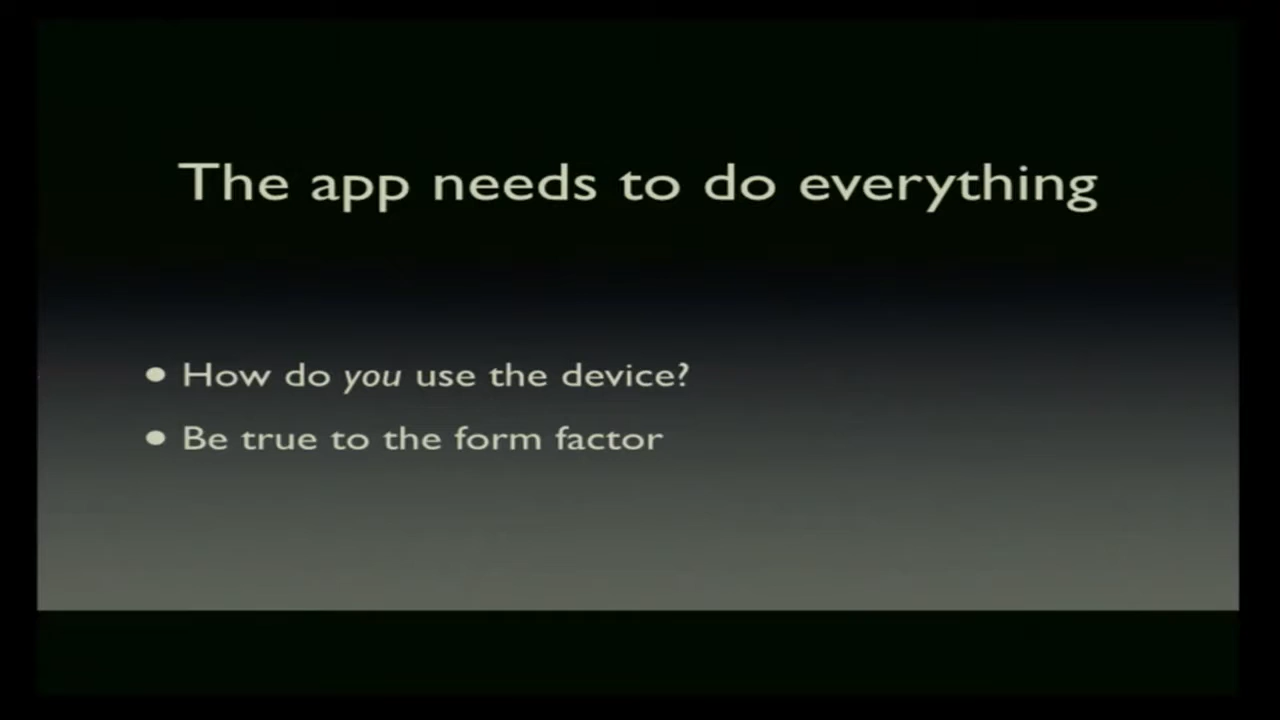 The app needs to do everything
• How do you use the device?
• Be true to the form factor